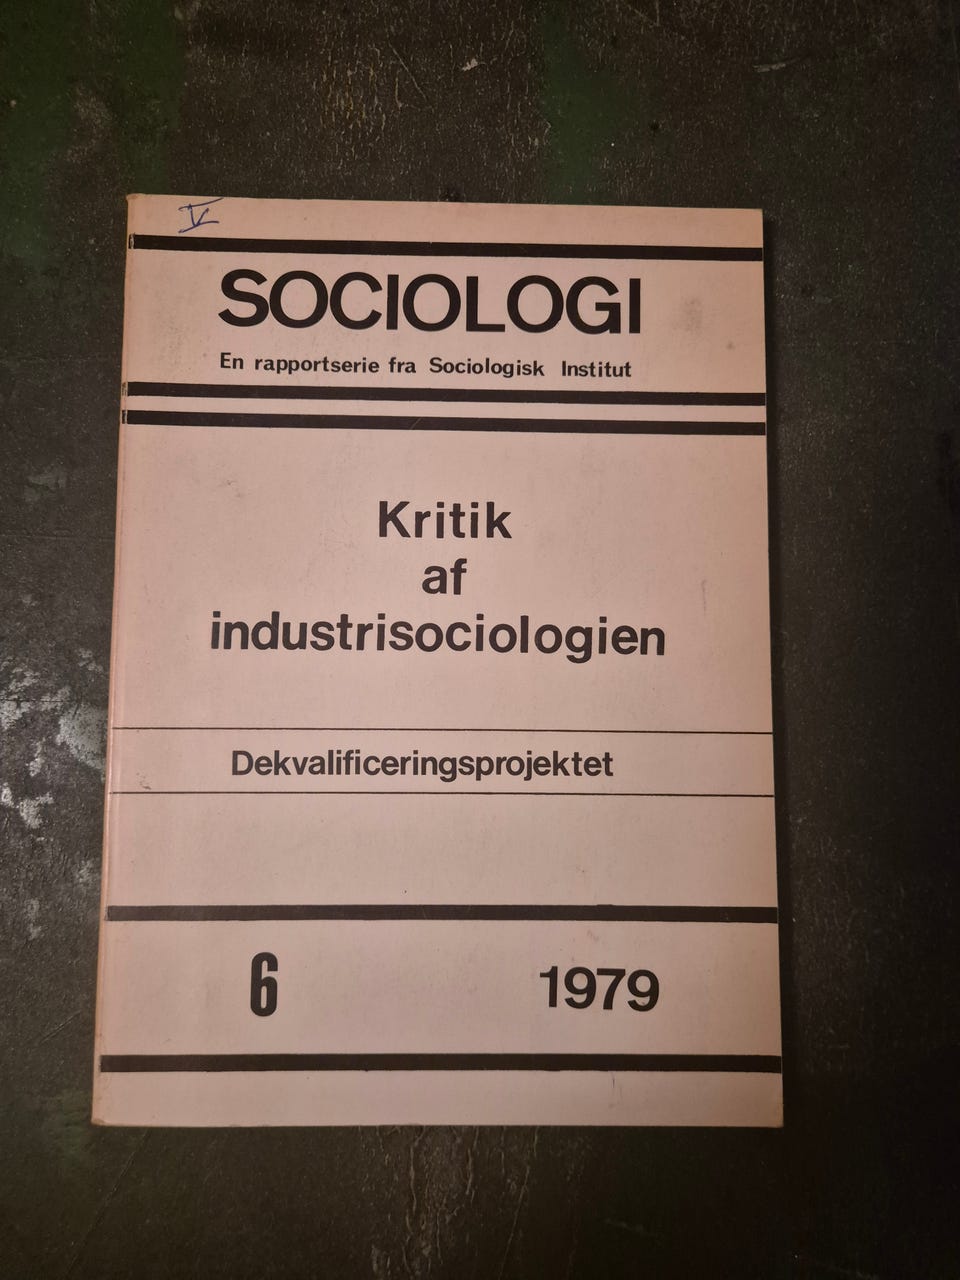 V
SOCIOLOGI
En rapportserie fra Sociologisk Institut
Kritik
af
industrisociologien
Dekvalificeringsprojektet
6 1979